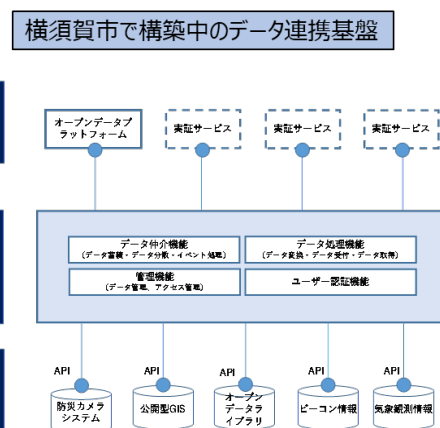 横須賀市で構築中のデータ連携基盤
オープンデータプ
ラットフォーム
実証サービス
実証サービス
実証サービス
データ仲介機能
(データ蓄積・データ分散・イベント処理)
データ処理機能
(データ変換・データ受付・データ取得)
管理機能
(データ管理、アクセス管理)
ユーザー認証機能
API
API
API
API
API
防災カメラ
システム
公開型GIS
オープン
データラ
イブラリ
ビーコン情報
気象観測情報